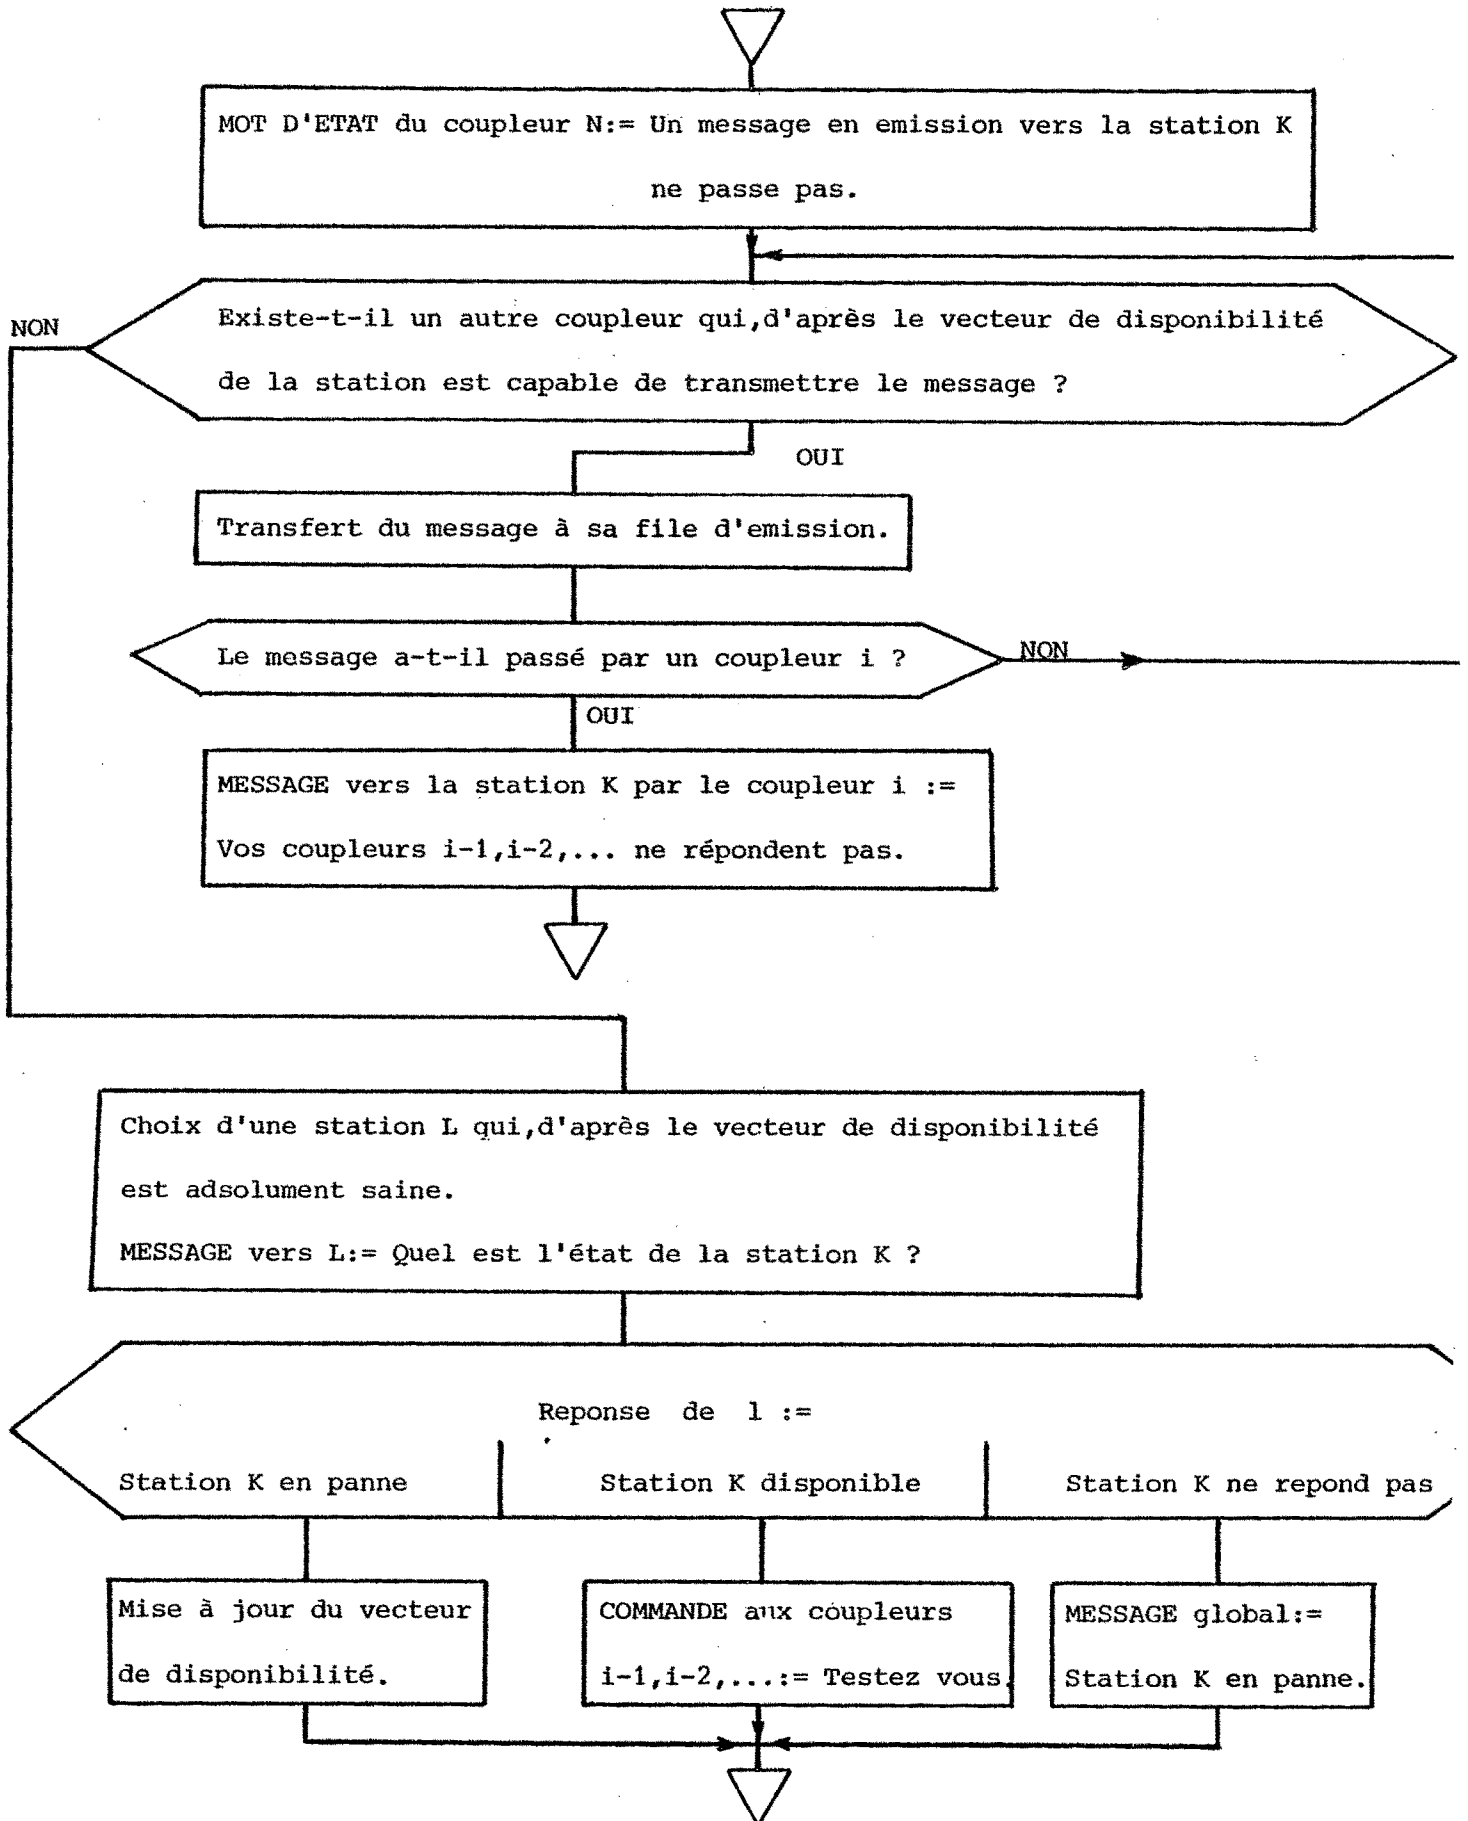 MOT D'ETAT du coupleur N:= Un message en emission vers la station K
ne passe pas.
NON
Existe-t-il un autre coupleur qui,d'après le vecteur de disponibilité
de la station est capable de transmettre le message ?
OUI
Transfert du message à sa file d'emission.
Le message a-t-il passé par un coupleur i ?
NON
OUI
MESSAGE vers la station K par le coupleur i :=
Vos coupleurs i-1,i-2,... ne répondent pas.
Choix d'une station L qui,d'après le vecteur de disponibilité
est adsolument saine.
MESSAGE vers L:= Quel est l'état de la station K ?
Reponse de l :=
Station K en panne
Station K disponible
Station K ne repond pas
Mise à jour du vecteur
de disponibilité.
COMMANDE aux coupleurs
i-1,i-2,...:= Testez vous.
MESSAGE global:=
Station K en panne.